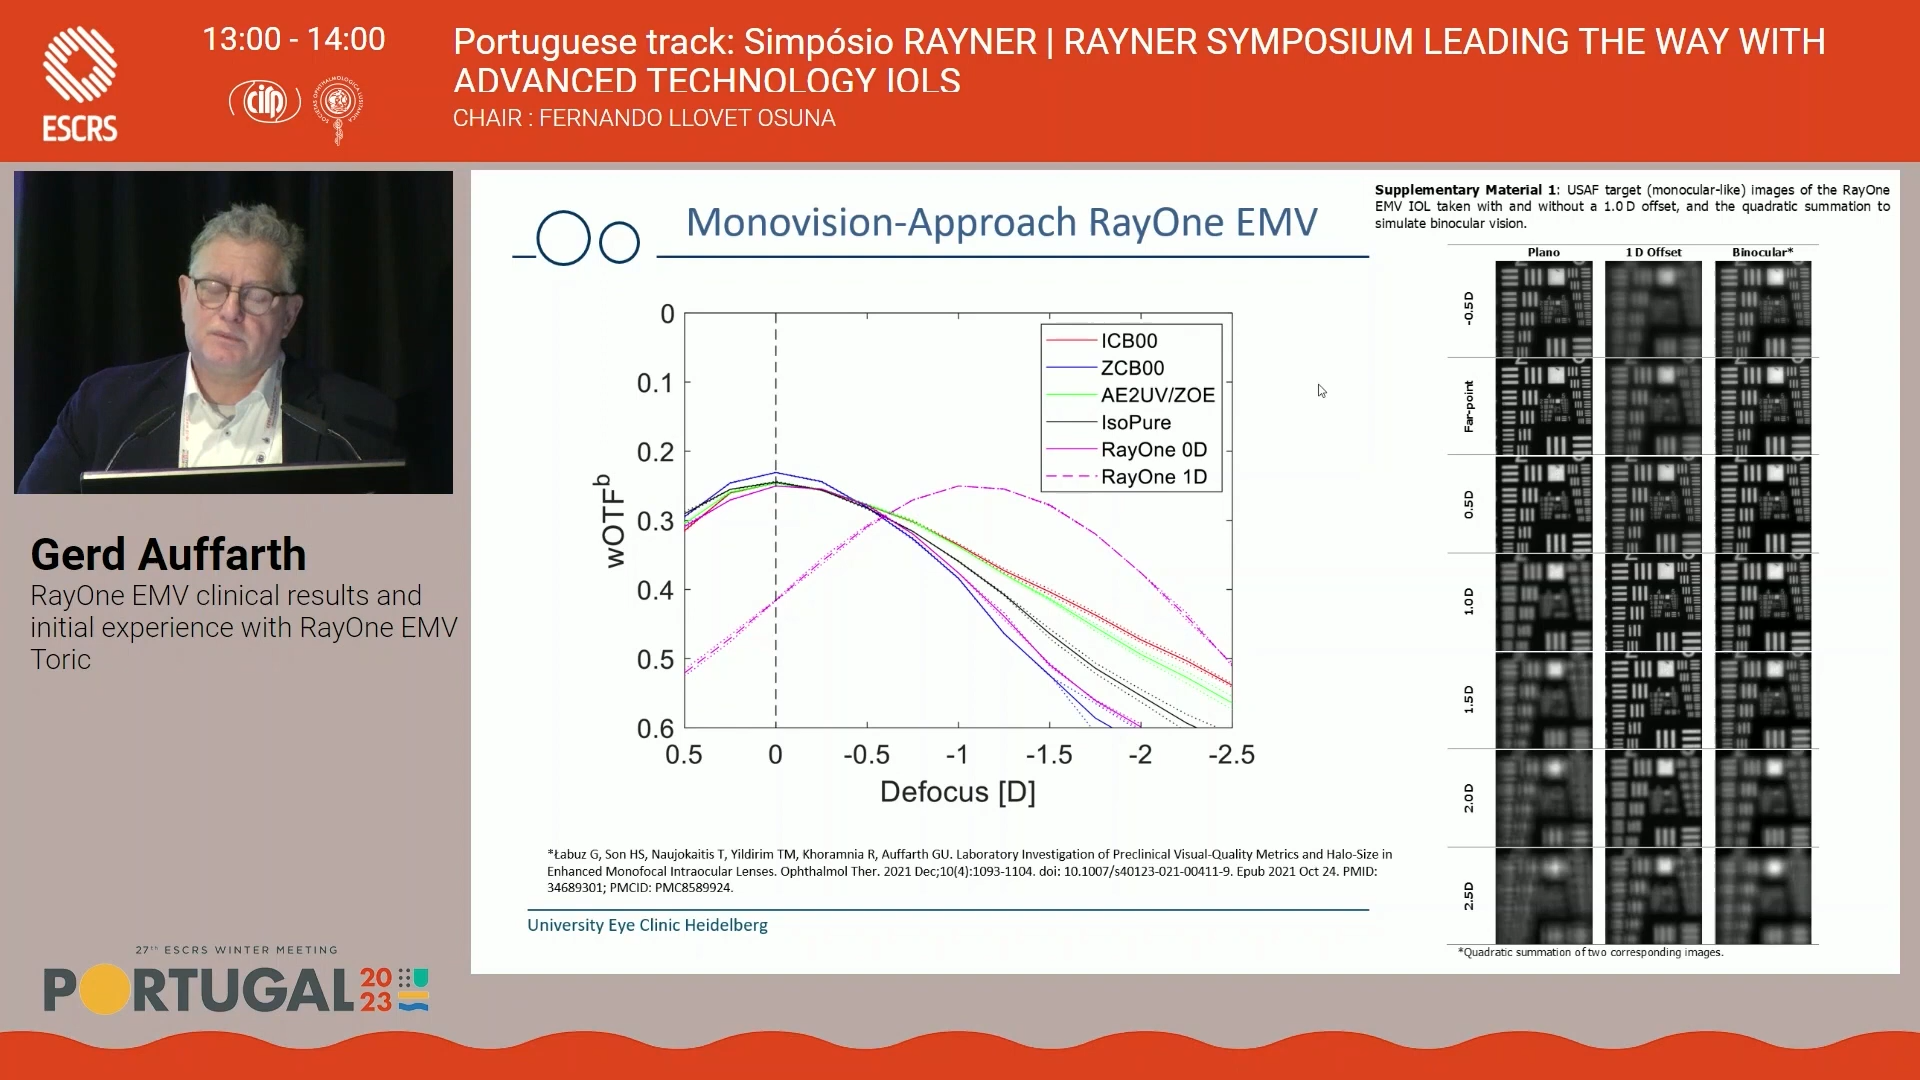 ESCRS
13:00 - 14:00
cirp
Portuguese track: Simpósio RAYNER | RAYNER SYMPOSIUM LEADING THE WAY WITH
ADVANCED TECHNOLOGY IOLS
CHAIR : FERNANDO LLOVET OSUNA
Gerd Auffarth
RayOne EMV clinical results and
initial experience with RayOne EMV
Toric
27th ESCRS WINTER MEETING
PORTUGAL 2023
Monovision-Approach RayOne EMV
0
0.1
0.2
0.3
0.4
0.5
0.6
wOTFb
0.5 0 -0.5 -1 -1.5 -2 -2.5
Defocus [D]
ICB00
ZCB00
AE2UV/ZOE
IsoPure
RayOne 0D
RayOne 1D
*Łabuz G, Son HS, Naujokaitis T, Yildirim TM, Khoramnia R, Auffarth GU. Laboratory Investigation of Preclinical Visual-Quality Metrics and Halo-Size in
Enhanced Monofocal Intraocular Lenses. Ophthalmol Ther. 2021 Dec;10(4):1093-1104. doi: 10.1007/s40123-021-00411-9. Epub 2021 Oct 24. PMID:
34689301; PMCID: PMC8589924.
University Eye Clinic Heidelberg
Supplementary Material 1: USAF target (monocular-like) images of the RayOne
EMV IOL taken with and without a 1.0 D offset, and the quadratic summation to
simulate binocular vision.
Plano 1 D Offset Binocular*
-0.5D
Far-point
0.5D
1.0D
1.5D
2.0D
2.5D
*Quadratic summation of two corresponding images.